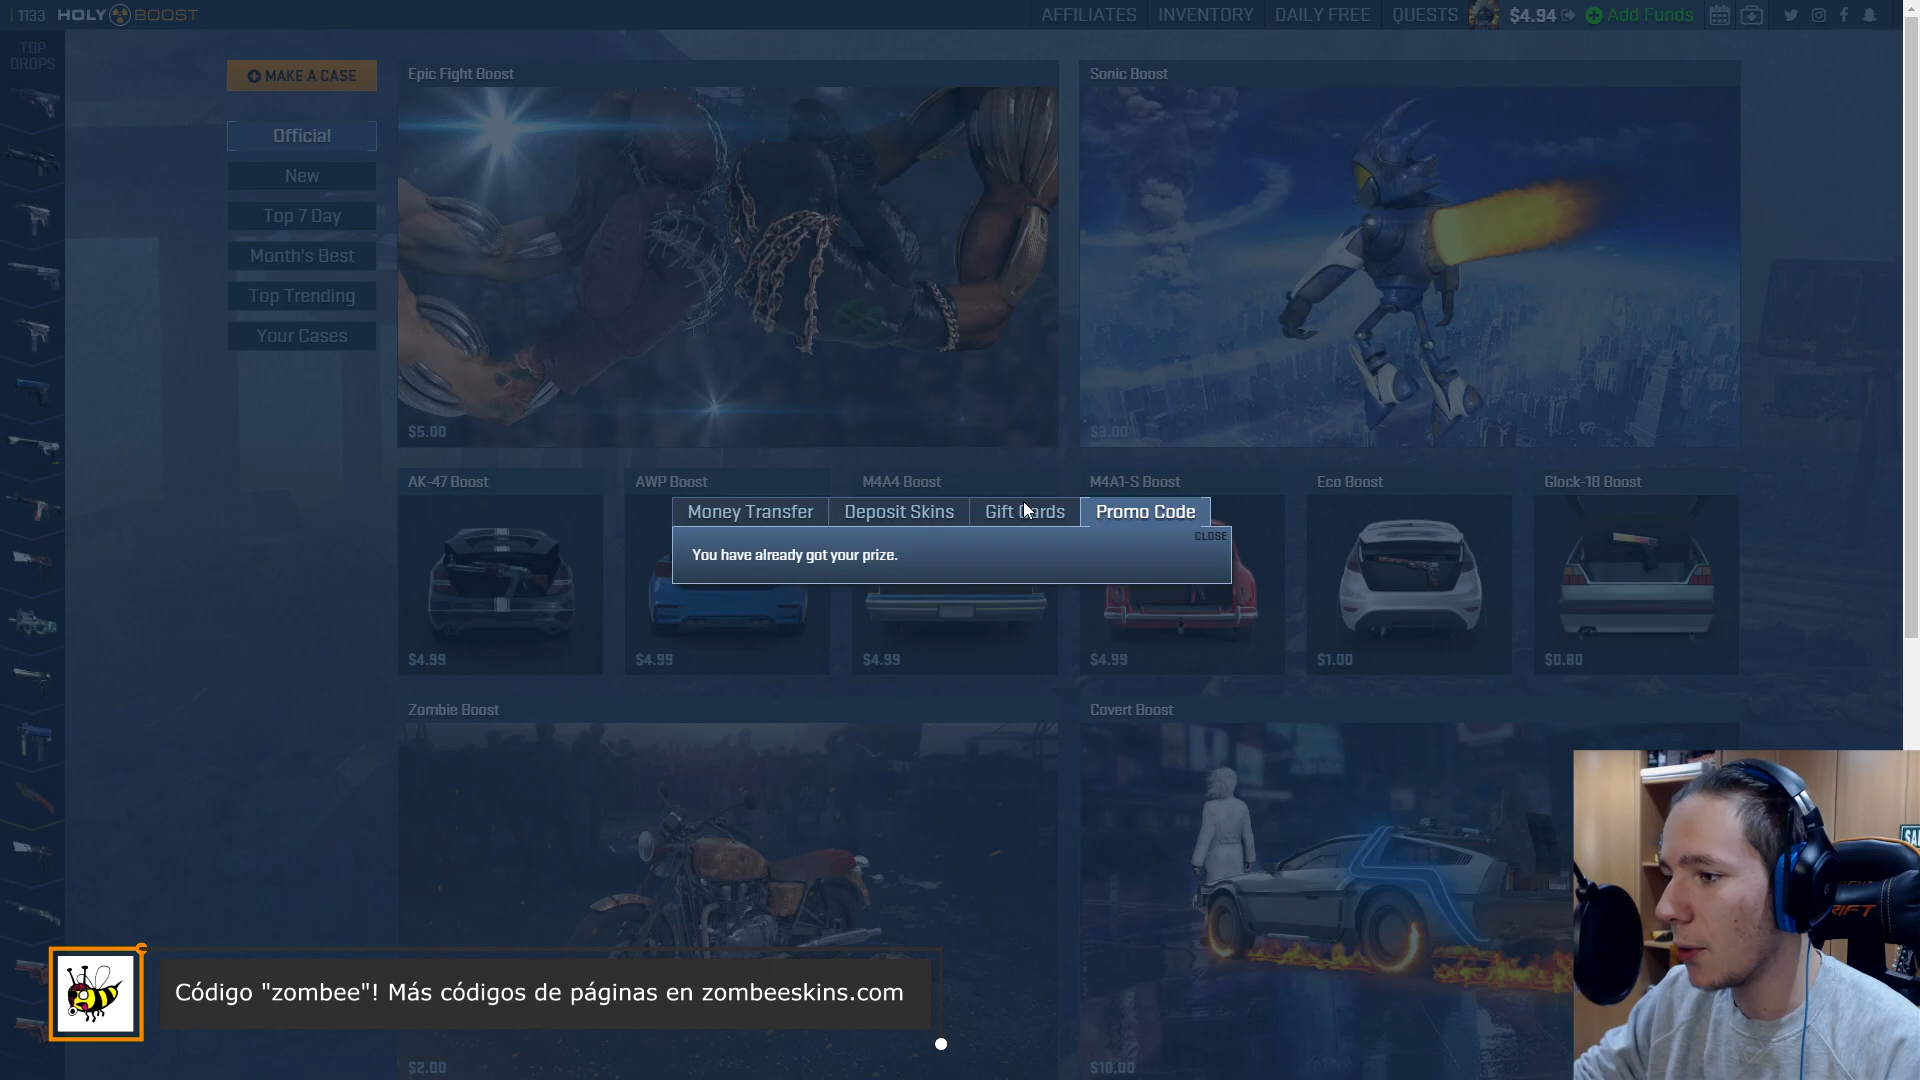 1133 HOLY BOOST
AFFILIATES INVENTORY DAILY FREE QUESTS $4.94 Add Funds
TOP
DROPS
MAKE A CASE
Official
New
Top 7 Day
Month's Best
Top Trending
Your Cases
Epic Fight Boost
$5.00
Sonic Boost
$3.00
AK-47 Boost
$4.99
AWP Boost
$4.99
M4A4 Boost
$4.99
M4A1-S Boost
$4.99
Eco Boost
$1.00
Glock-18 Boost
$0.80
Money Transfer Deposit Skins Gift Cards Promo Code
CLOSE
You have already got your prize.
Zombie Boost
$2.00
Covert Boost
$10.00
Código "zombee"! Más códigos de páginas en zombeeskins.com